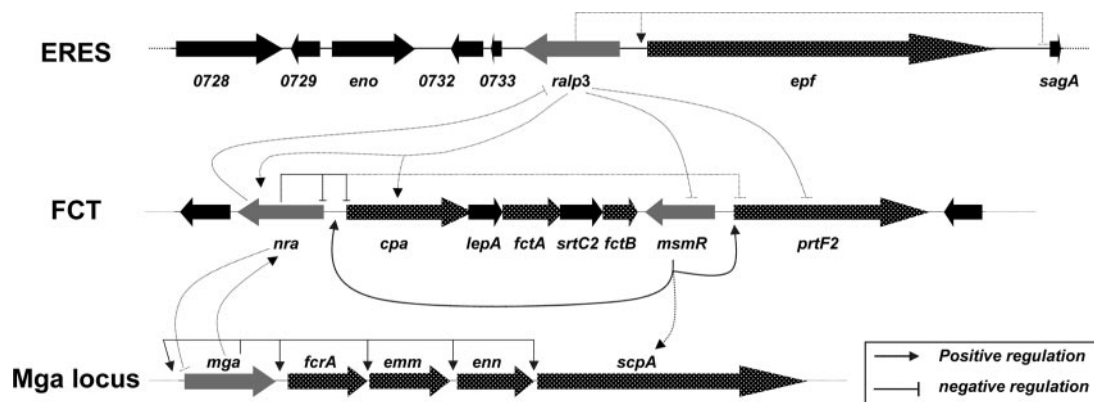 ERES
0728 0729 eno 0732 0733 ralp3 epf sagA
FCT
nra cpa lepA fctA srtC2 fctB msmR prtF2
Mga locus
mga fcrA emm enn scpA
Positive regulation
negative regulation